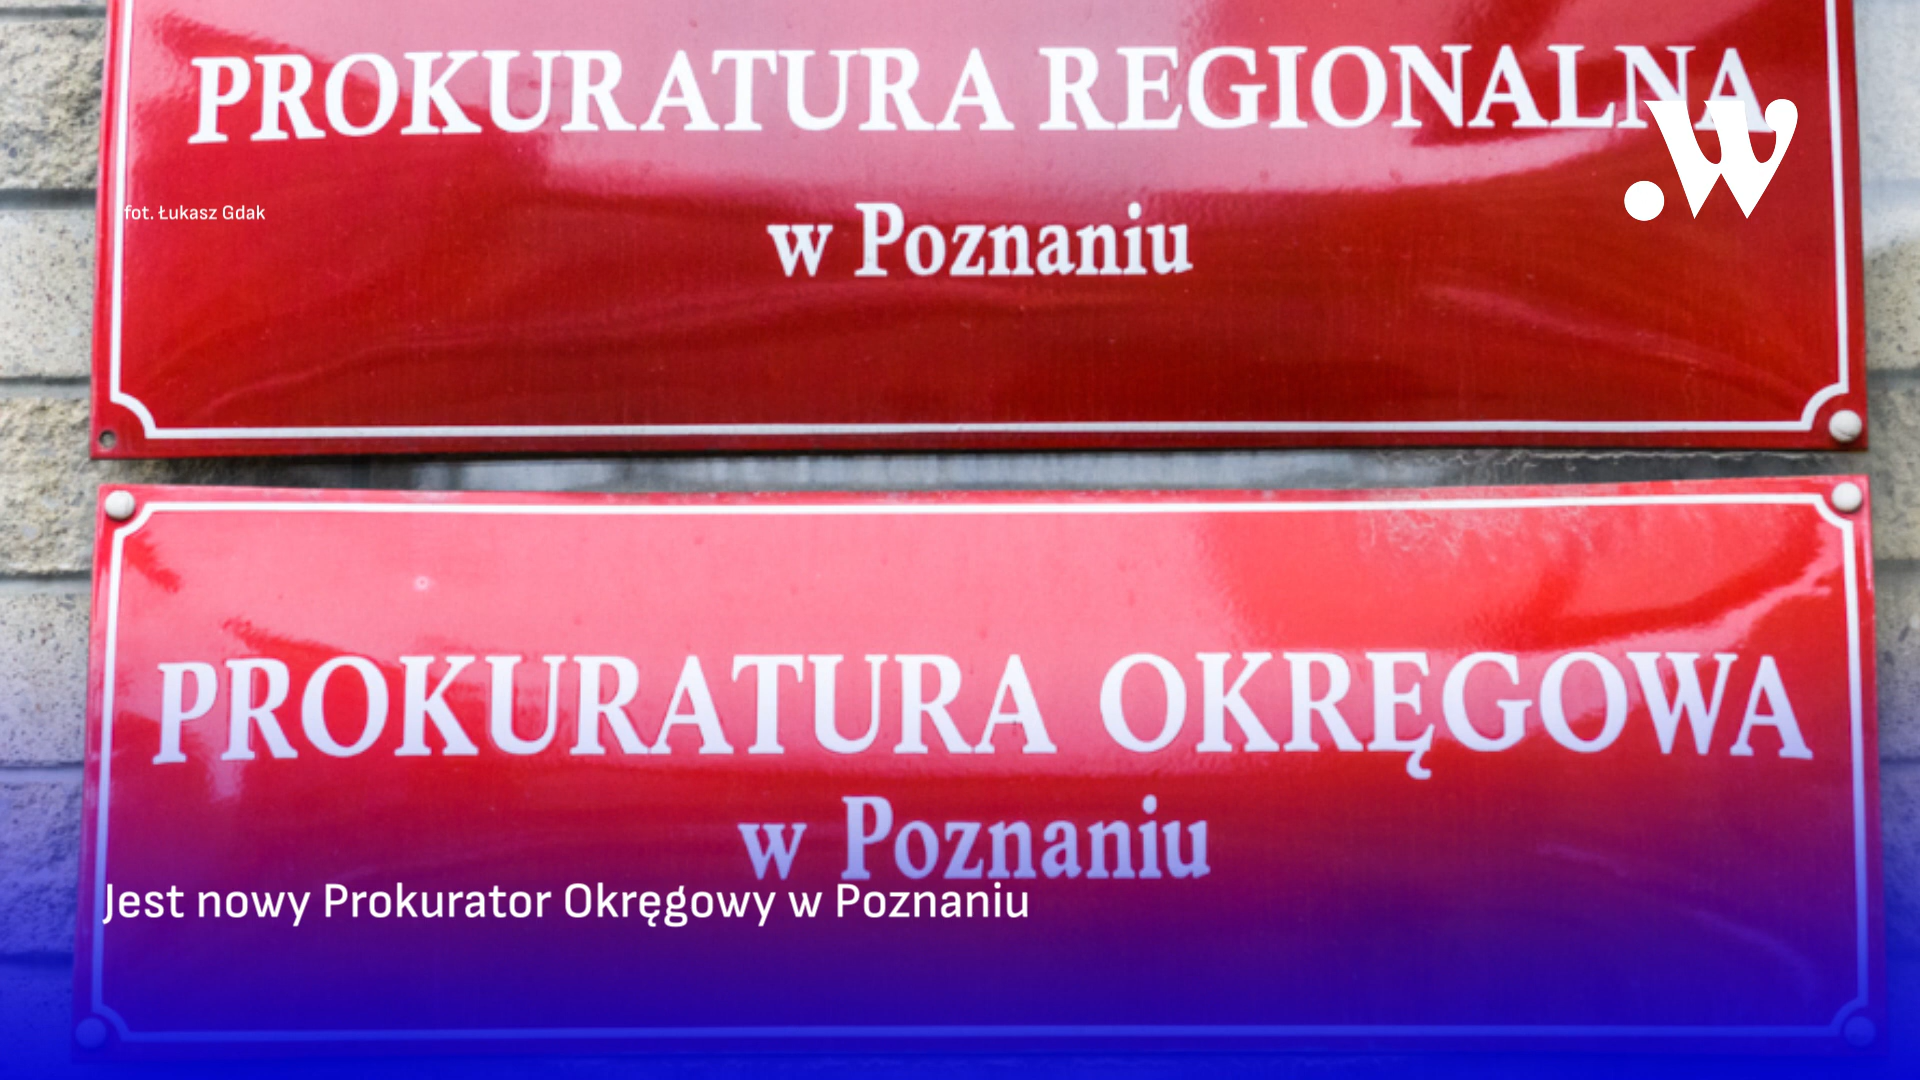 PROKURATURA REGIONALNA
.W
fot. Łukasz Gdak
w Poznaniu
PROKURATURA OKRĘGOWA
w Poznaniu
Jest nowy Prokurator Okręgowy w Poznaniu